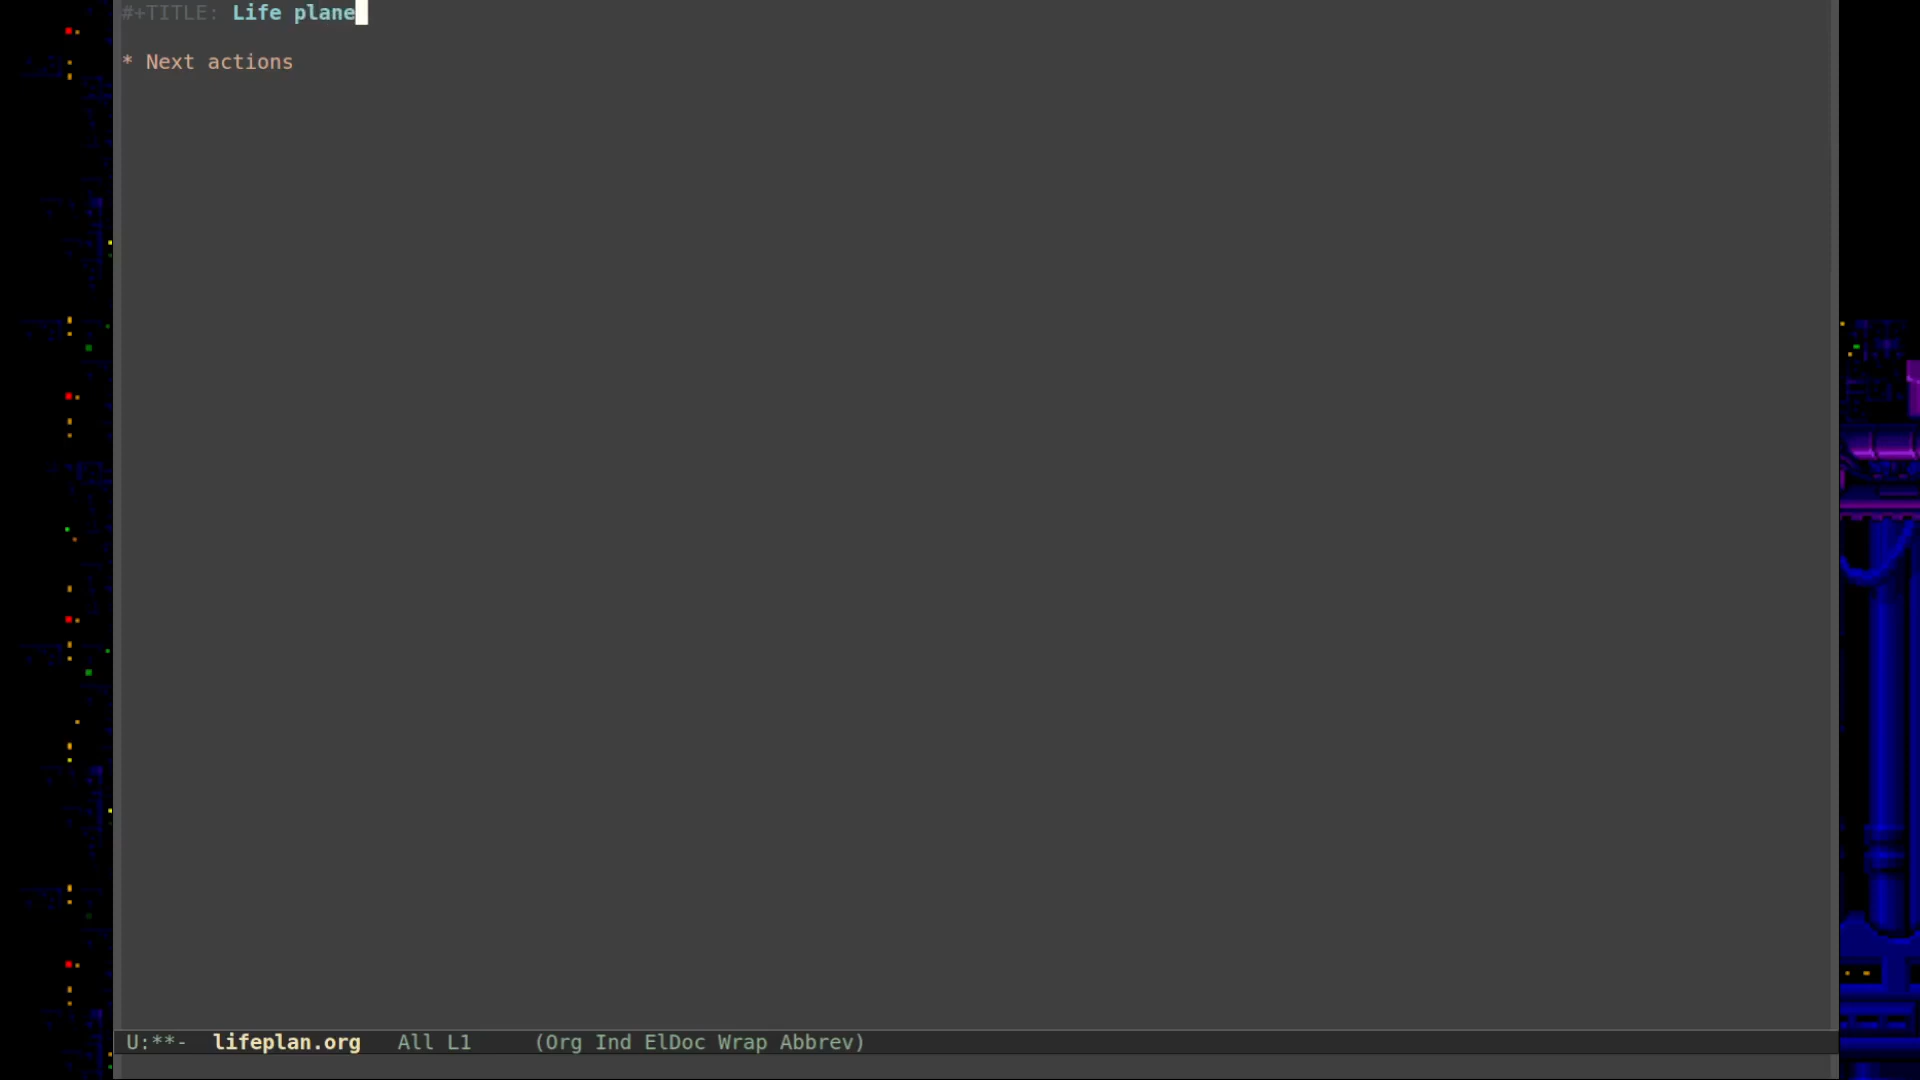 #+TITLE: Life plane
* Next actions
U:**-  lifeplan.org   All L1     (Org Ind ElDoc Wrap Abbrev)